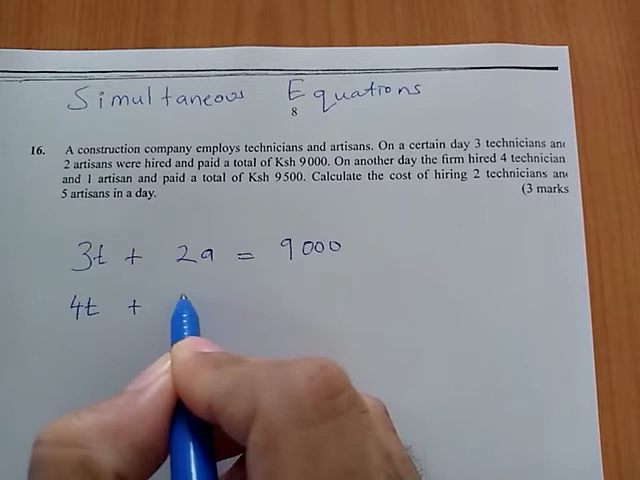 Simultaneous Equations
8
16. A construction company employs technicians and artisans. On a certain day 3 technicians and
2 artisans were hired and paid a total of Ksh 9000. On another day the firm hired 4 technician
and 1 artisan and paid a total of Ksh 9500. Calculate the cost of hiring 2 technicians and
5 artisans in a day. (3 marks
3t + 2a = 9000
4t +